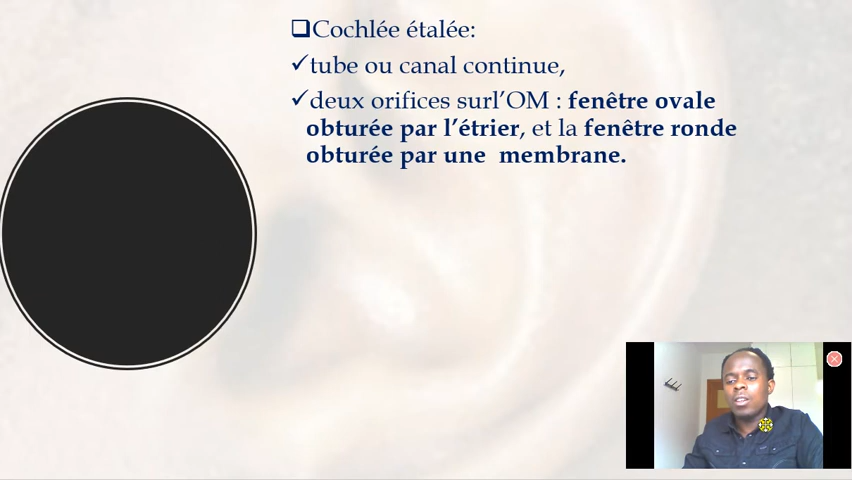 ❑Cochlée étalée:
✓tube ou canal continue,
✓deux orifices surl’OM : fenêtre ovale
obturée par l’étrier, et la fenêtre ronde
obturée par une membrane.